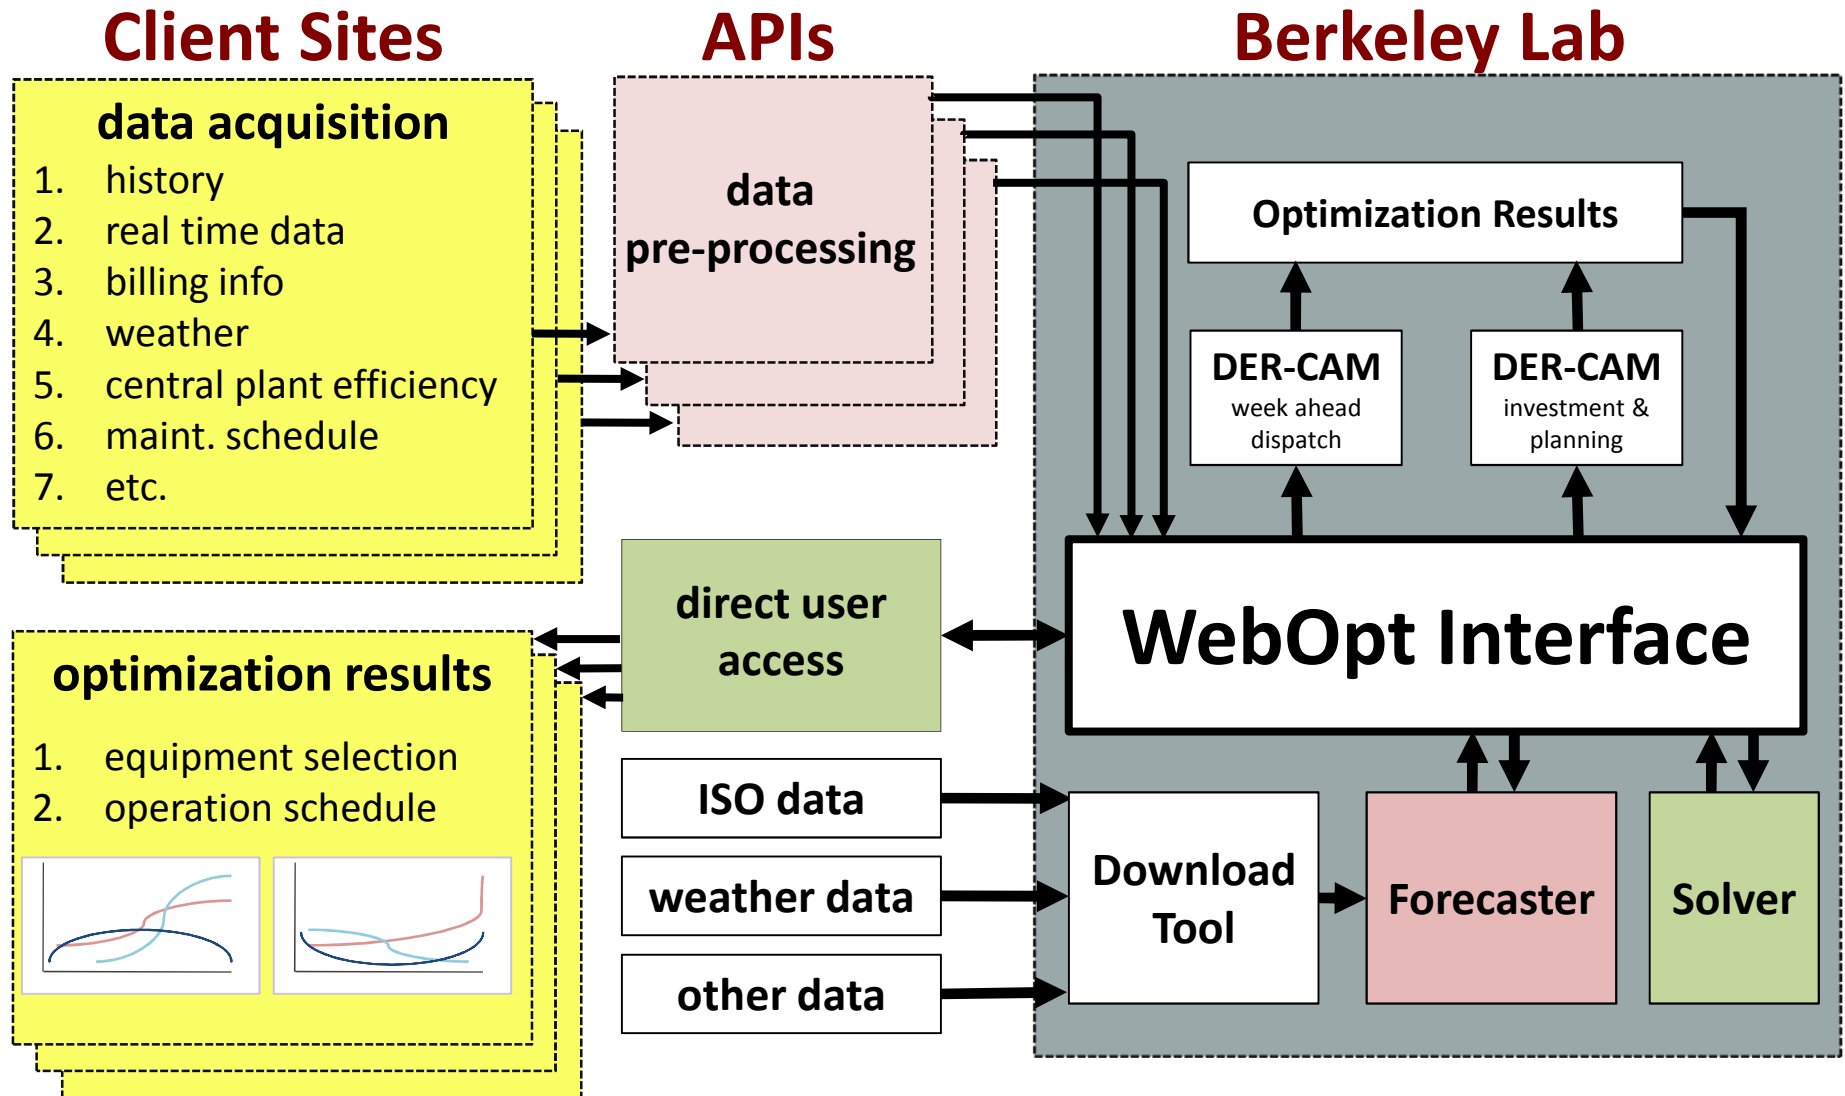 Client Sites
APIs
Berkeley Lab
data acquisition
1. history
2. real time data
3. billing info
4. weather
5. central plant efficiency
6. maint. schedule
7. etc.
data
pre-processing
Optimization Results
DER-CAM
week ahead
dispatch
DER-CAM
investment &
planning
direct user
access
WebOpt Interface
optimization results
1. equipment selection
2. operation schedule
ISO data
weather data
other data
Download
Tool
Forecaster
Solver